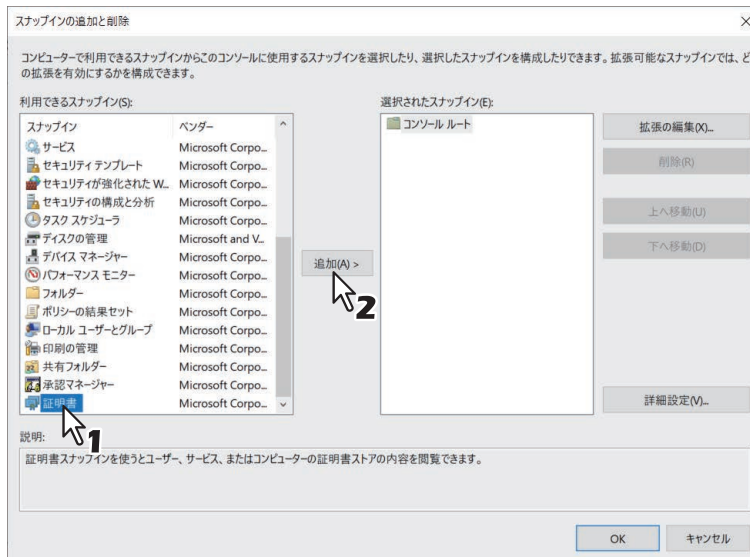 スナップインの追加と削除
コンピューターで利用できるスナップインからこのコンソールに使用するスナップインを選択したり、選択したスナップインを構成したりできます。拡張可能なスナップインでは、ど
の拡張を有効にするかを構成できます。
利用できるスナップイン(S):
スナップイン ベンダー
サービス Microsoft Corpo...
セキュリティ テンプレート Microsoft Corpo...
セキュリティが強化された W... Microsoft Corpo...
セキュリティの構成と分析 Microsoft Corpo...
タスク スケジューラ Microsoft Corpo...
ディスクの管理 Microsoft and V...
デバイス マネージャー Microsoft Corpo...
パフォーマンス モニター Microsoft Corpo...
フォルダー Microsoft Corpo...
ポリシーの結果セット Microsoft Corpo...
ローカル ユーザーとグループ Microsoft Corpo...
印刷の管理 Microsoft Corpo...
共有フォルダー Microsoft Corpo...
承認マネージャー Microsoft Corpo...
証明書 Microsoft Corpo...
1
追加(A) >
2
選択されたスナップイン(E):
コンソール ルート
拡張の編集(X)...
削除(R)
上へ移動(U)
下へ移動(D)
詳細設定(V)...
説明:
証明書スナップインを使うとユーザー、サービス、またはコンピューターの証明書ストアの内容を閲覧できます。
OK キャンセル